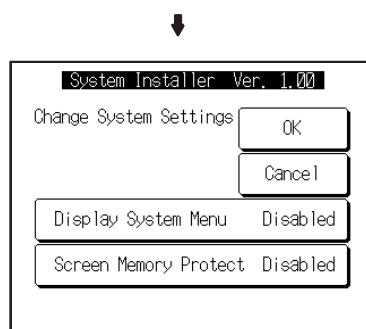 System Installer Ver. 1.00
Change System Settings OK
Cancel
Display System Menu Disabled
Screen Memory Protect Disabled